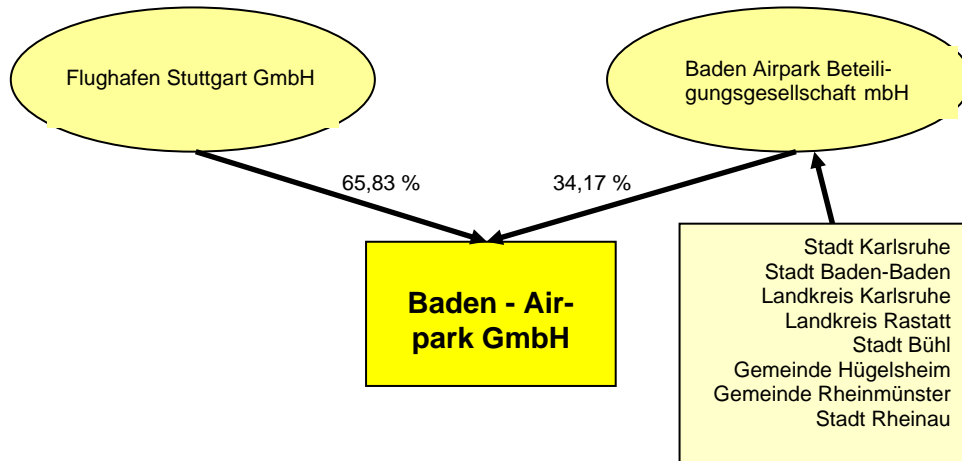 Flughafen Stuttgart GmbH
Baden Airpark Beteili-
gungsgesellschaft mbH
65,83 %
34,17 %
Baden - Air-
park GmbH
Stadt Karlsruhe
Stadt Baden-Baden
Landkreis Karlsruhe
Landkreis Rastatt
Stadt Bühl
Gemeinde Hügelsheim
Gemeinde Rheinmünster
Stadt Rheinau